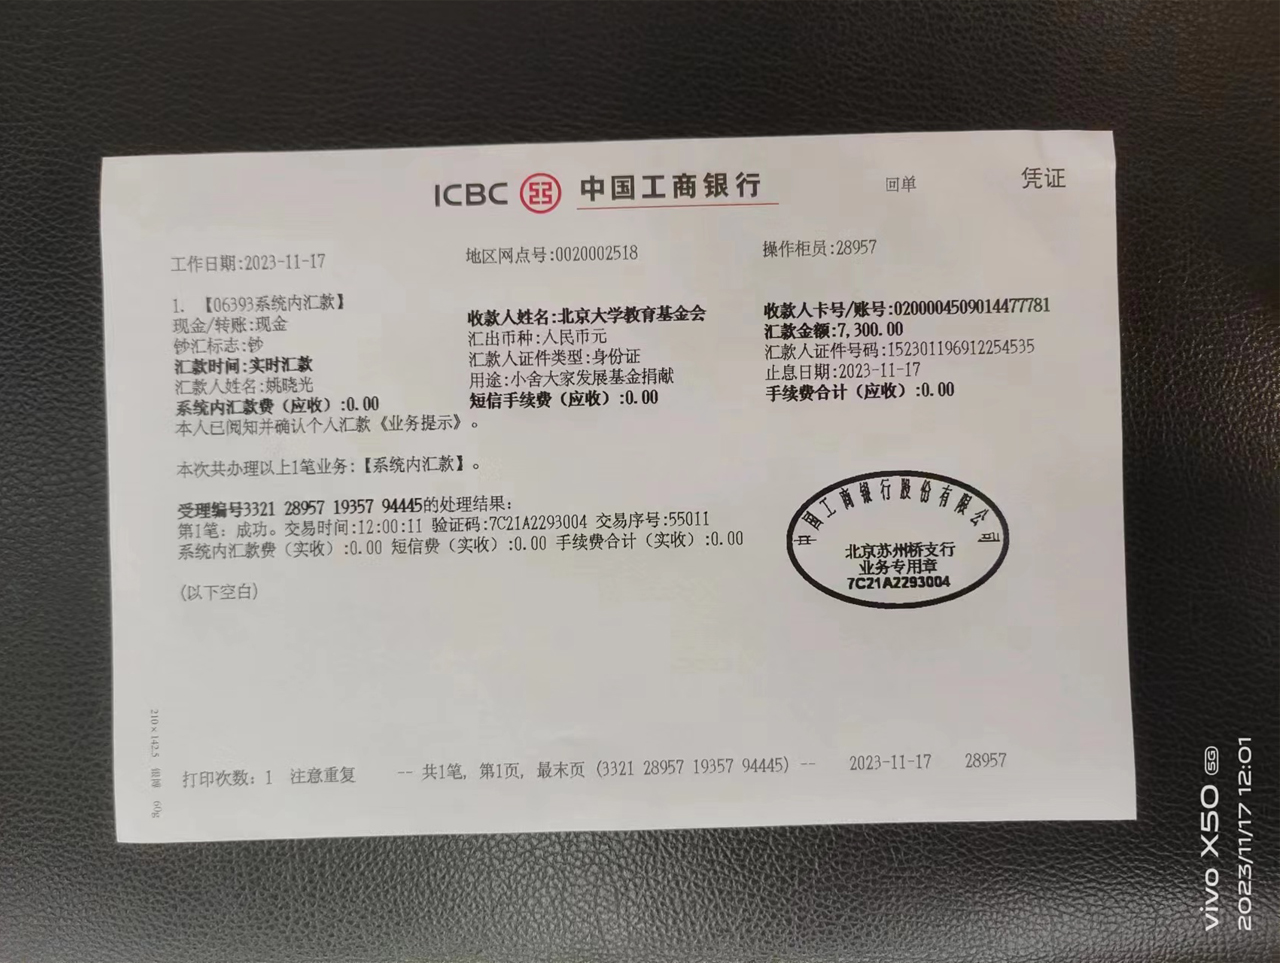 ICBC 中国工商银行 回单 凭证
工作日期:2023-11-17 地区网点号:0020002518 操作柜员:28957
1. 【06393系统内汇款】
现金/转账:现金 收款人姓名:北京大学教育基金会 收款人卡号/账号:0200004509014477781
钞汇标志:钞 汇出币种:人民币元 汇款金额:7,300.00
汇款时间:实时汇款 汇款人证件类型:身份证 汇款人证件号码:152301196912254535
汇款人姓名:姚晓光 用途:小舍大家发展基金捐献 止息日期:2023-11-17
系统内汇款费（应收）:0.00 短信手续费（应收）:0.00 手续费合计（应收）:0.00
本人已阅知并确认个人汇款《业务提示》。
本次共办理以上1笔业务:【系统内汇款】。
受理编号3321 28957 19357 94445的处理结果:
第1笔: 成功。交易时间:12:00:11 验证码:7C21A2293004 交易序号:55011
系统内汇款费（实收）:0.00 短信费（实收）:0.00 手续费合计（实收）:0.00
(以下空白)
中国工商银行股份有限公司
北京苏州桥支行
业务专用章
7C21A2293004
210×142.5 60g
打印次数: 1 注意重复 -- 共1笔, 第1页, 最末页 (3321 28957 19357 94445) -- 2023-11-17 28957
vivo X50 5G
2023/11/17 12:01